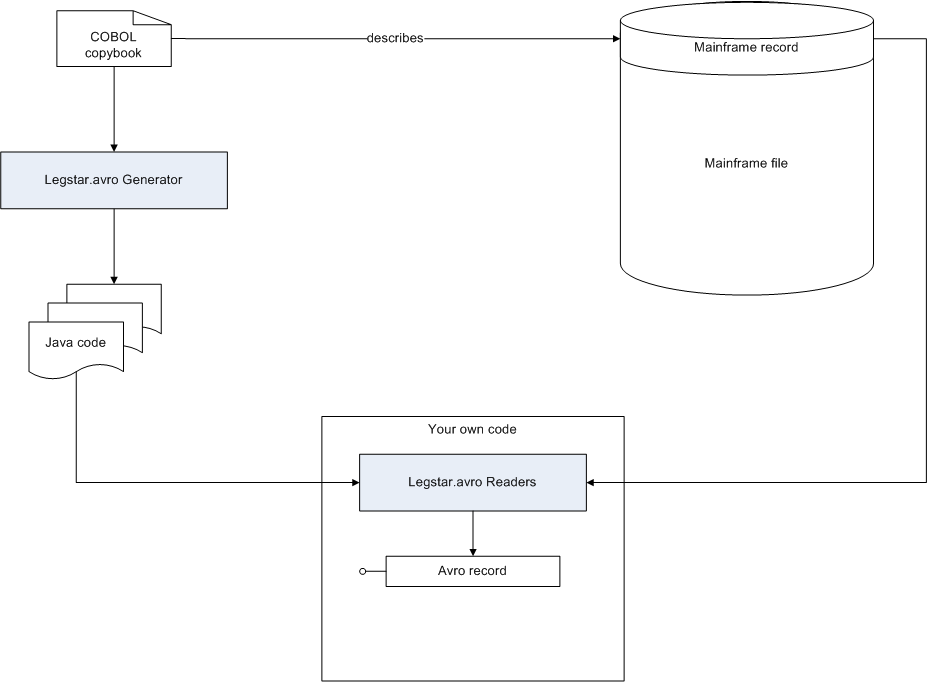 COBOL
copybook
describes
Mainframe record
Mainframe file
Legstar.avro Generator
Java code
Your own code
Legstar.avro Readers
Avro record